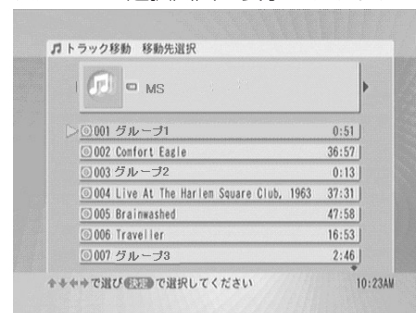 トラック移動 移動先選択
MS
001 グループ1 0:51
002 Comfort Eagle 36:57
003 グループ2 0:13
004 Live At The Harlem Square Club, 1963 37:31
005 Brainwashed 47:58
006 Traveller 16:53
007 グループ3 2:46
で選び 決定 で選択してください 10:23AM